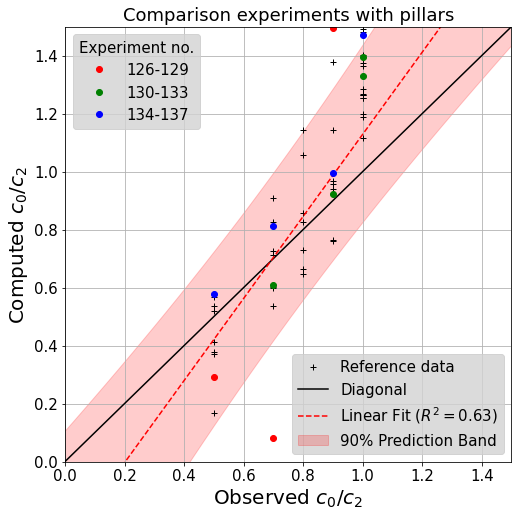 Comparison experiments with pillars
Experiment no.
126-129
130-133
134-137
Computed c₀/c₂
1.4
1.2
1.0
0.8
0.6
0.4
0.2
0.0
Reference data
Diagonal
Linear Fit (R² = 0.63)
90% Prediction Band
0.0 0.2 0.4 0.6 0.8 1.0 1.2 1.4
Observed c₀/c₂